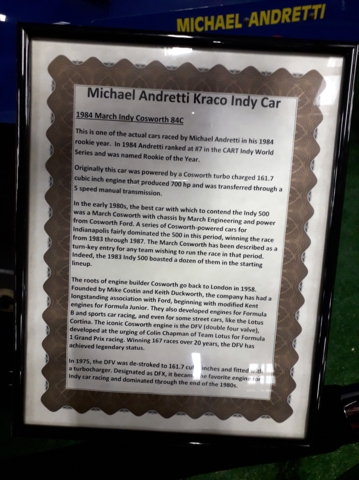 MICHAEL ANDRETTI
Michael Andretti Kraco Indy Car
1984 March Indy Cosworth 84C
This is one of the actual cars raced by Michael Andretti in his 1984
rookie year. In 1984 Andretti ranked at #7 in the CART Indy World
Series and was named Rookie of the Year.
Originally this car was powered by a Cosworth turbo charged 161.7
cubic inch engine that produced 700 hp and was transferred through a
5 speed manual transmission.
In the early 1980s, the best car with which to contend the Indy 500
was a March Cosworth with chassis by March Engineering and power
from Cosworth Ford. A series of Cosworth-powered cars for
Indianapolis fairly dominated the 500 in this period, winning the race
from 1983 through 1987. The March Cosworth has been described as a
turn-key entry for any team wishing to run the race in that period.
Indeed, the 1983 Indy 500 boasted a dozen of them in the starting
lineup.
The roots of engine builder Cosworth go back to London in 1958.
Founded by Mike Costin and Keith Duckworth, the company has had a
longstanding association with Ford, beginning with modified Kent
engines for Formula Junior. They also developed engines for Formula
B and sports car racing, and even for some street cars, like the Lotus
Cortina. The iconic Cosworth engine is the DFV (double four valve),
developed at the urging of Colin Chapman of Team Lotus for Formula
1 Grand Prix racing. Winning 167 races over 20 years, the DFV has
achieved legendary status.
In 1975, the DFV was de-stroked to 161.7 cu inches and fitted with
a turbocharger. Designated as DFX, it became the favorite engine for
Indy car racing and dominated through the end of the 1980s.